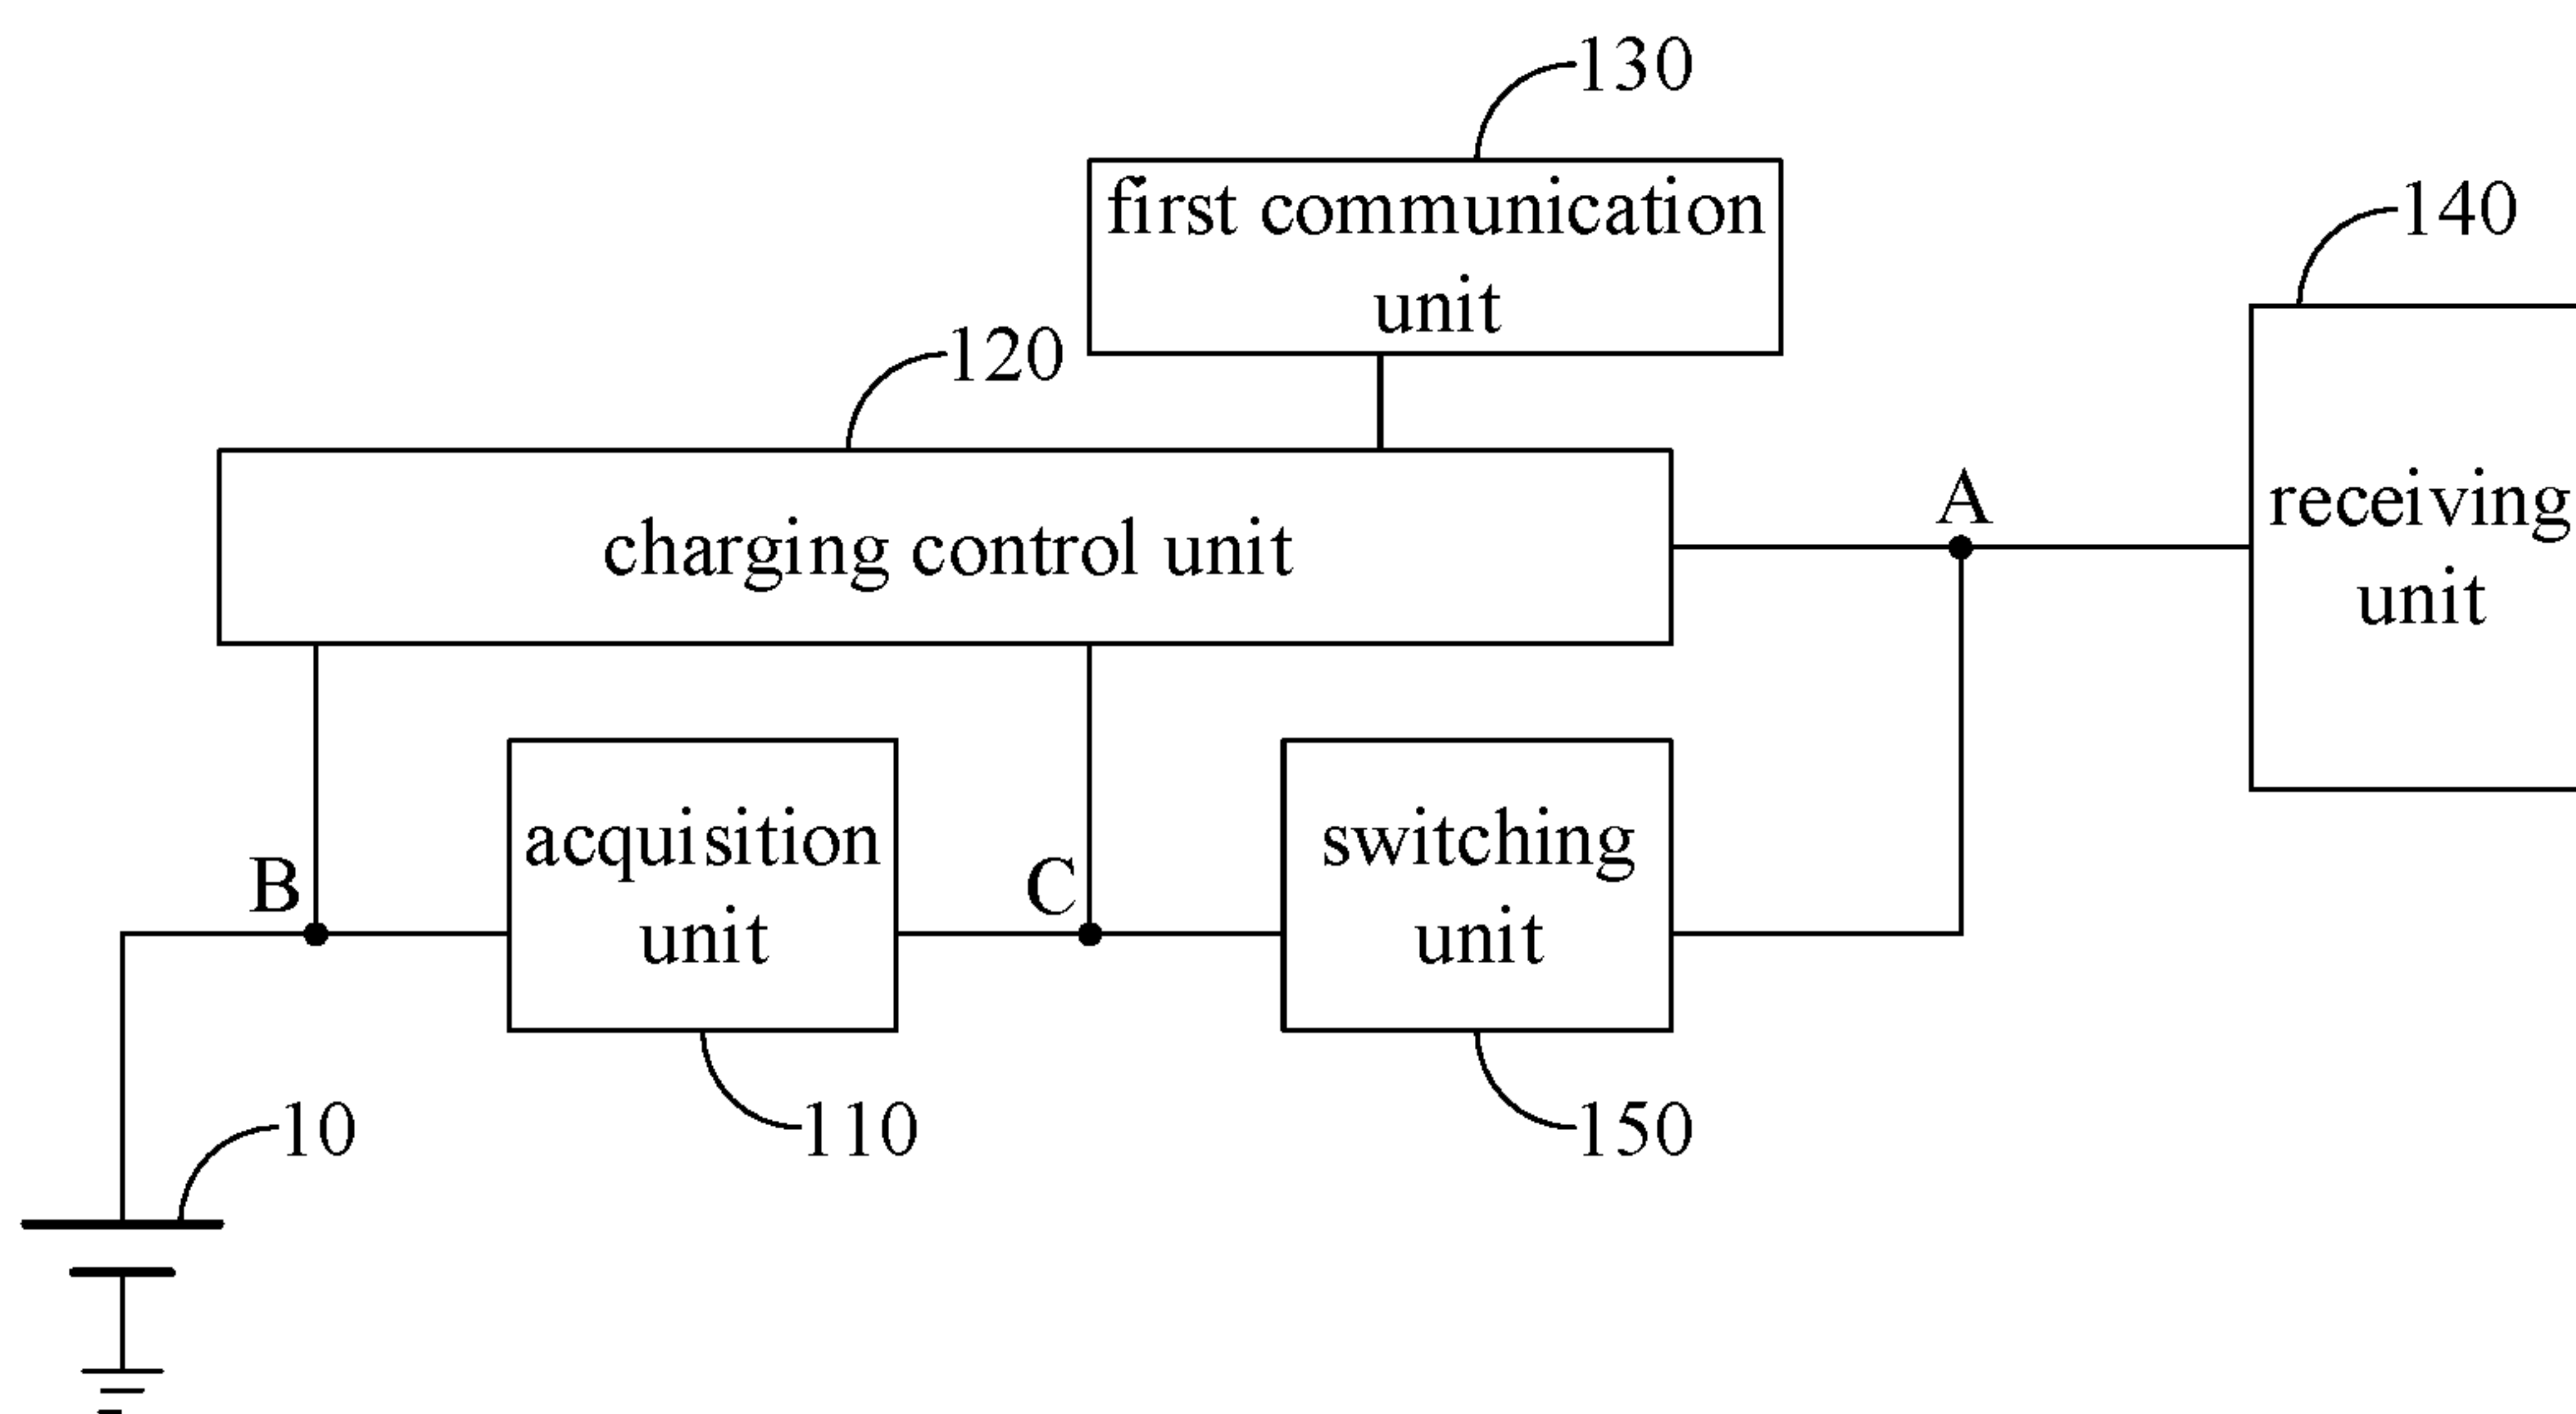 130
first communication
unit
140
120
charging control unit
A
receiving
unit
B
acquisition
unit
C
switching
unit
10
110
150